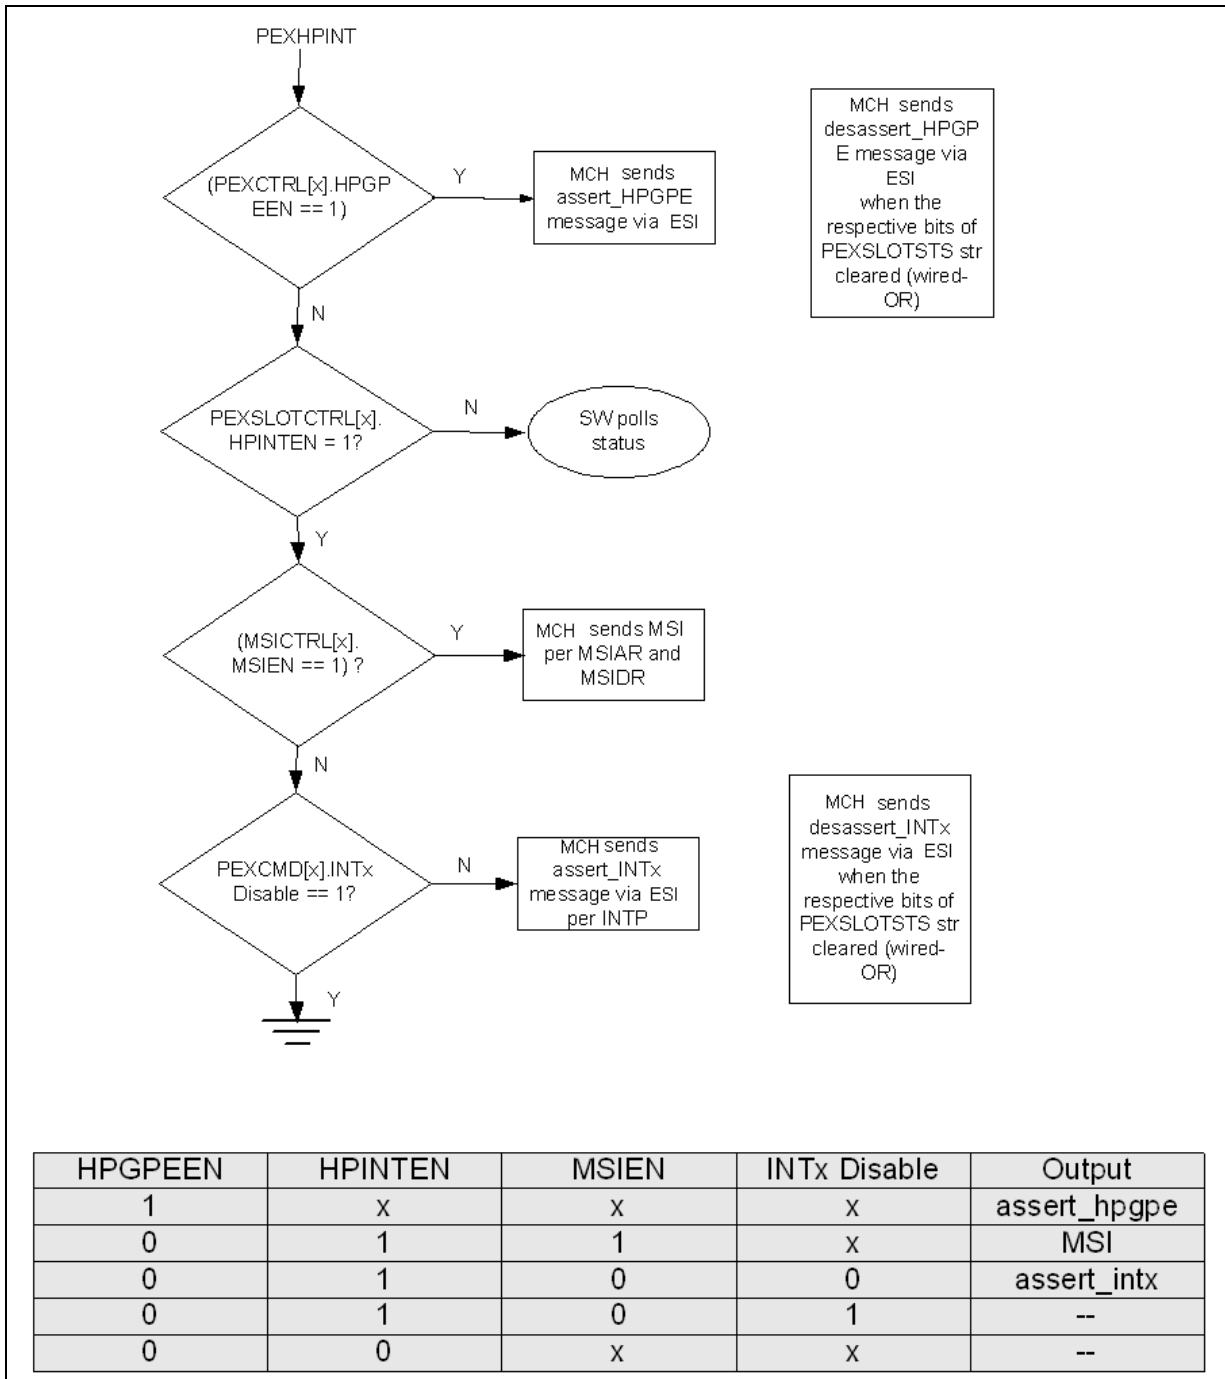 PEXHPINT
(PEXCTRL[x].HPGP
EEN == 1)
Y
MCH sends
assert_HPGPE
message via ESI
MCH sends
desassert_HPGP
E message via
ESI
when the
respective bits of
PEXSLOTSTS str
cleared (wired-
OR)
N
PEXSLOTCTRL[x].
HPINTEN = 1?
N
SW polls
status
Y
(MSICTRL[x].
MSIEN == 1) ?
Y
MCH sends MSI
per MSIAR and
MSIDR
N
PEXCMD[x].INTx
Disable == 1?
N
MCH sends
assert_INTx
message via ESI
per INTP
MCH sends
desassert_INTx
message via ESI
when the
respective bits of
PEXSLOTSTS str
cleared (wired-
OR)
Y
HPGPEEN HPINTEN MSIEN INTx Disable Output
1 x x x assert_hpgpe
0 1 1 x MSI
0 1 0 0 assert_intx
0 1 0 1 --
0 0 x x --